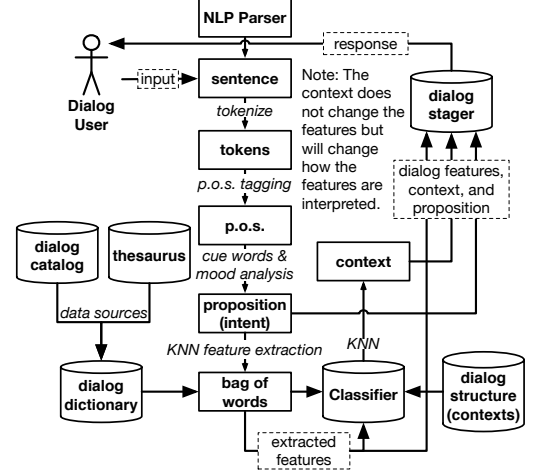 NLP Parser
response
input
sentence
Dialog
User
tokenize
Note: The
context does
not change the
features but
will change
how the
features are
interpreted.
dialog
stager
tokens
p.o.s. tagging
dialog features,
context, and
proposition
p.o.s.
dialog
catalog
thesaurus
cue words &
mood analysis
context
data sources
proposition
(intent)
KNN feature extraction
KNN
dialog
dictionary
bag of
words
Classifier
dialog
structure
(contexts)
extracted
features